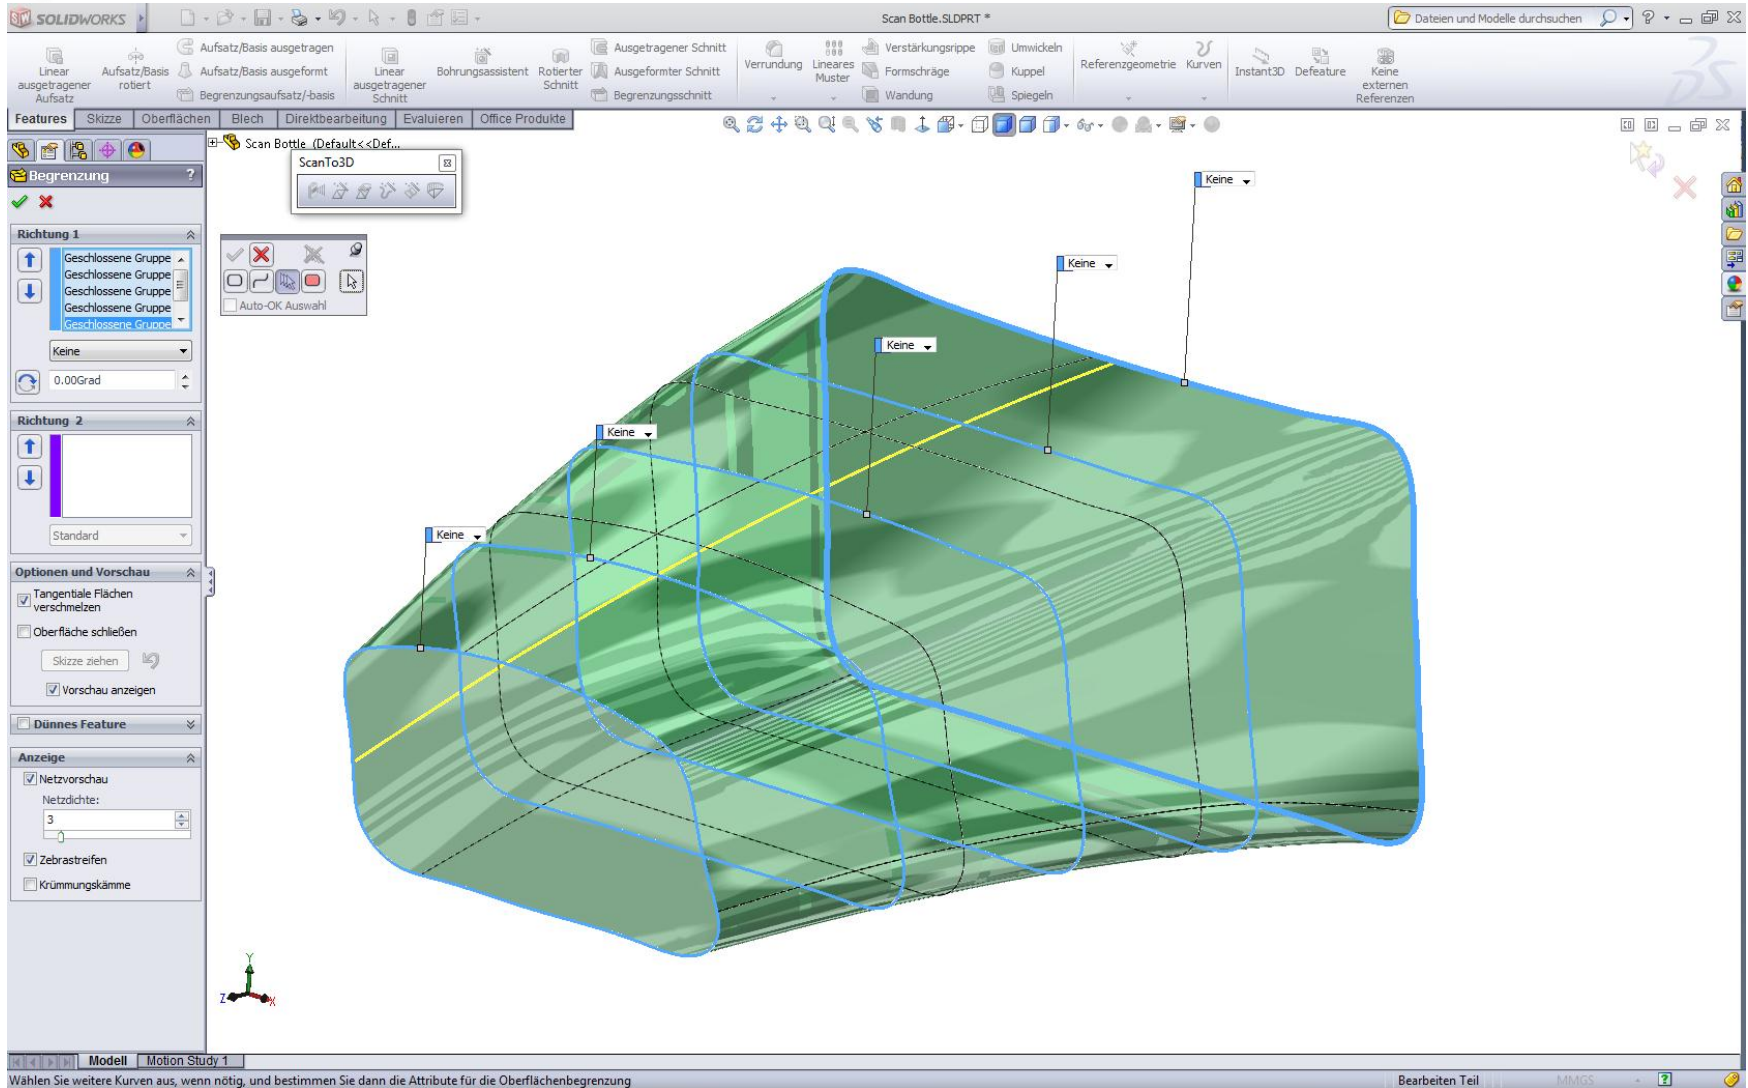 SOLIDWORKS
Scan Bottle.SLDPRT *
Dateien und Modelle durchsuchen
Linear ausgetragener Aufsatz
Aufsatz/Basis rotiert
Aufsatz/Basis ausgetragen
Aufsatz/Basis ausgeformt
Begrenzungsaufsatz/-basis
Linear ausgetragener Schnitt
Bohrungsassistent
Rotierter Schnitt
Ausgetragener Schnitt
Ausgeformter Schnitt
Begrenzungsschnitt
Verrundung
Lineares Muster
Verstärkungsrippe
Formschräge
Wandung
Umwickeln
Kuppel
Spiegeln
Referenzgeometrie
Kurven
Instant3D
Defeature
Keine externen Referenzen
Features
Skizze
Oberflächen
Blech
Direktbearbeitung
Evaluieren
Office Produkte
Scan Bottle (Default<<Def...
ScanTo3D
Auto-OK Auswahl
Begrenzung ?
Richtung 1
Geschlossene Gruppe
Geschlossene Gruppe
Geschlossene Gruppe
Geschlossene Gruppe
Geschlossene Gruppe
Keine
0.00Grad
Richtung 2
Standard
Optionen und Vorschau
Tangentiale Flächen
verschmelzen
Oberfläche schließen
Skizze ziehen
Vorschau anzeigen
Dünnes Feature
Anzeige
Netzvorschau
Netzdichte:
3
Zebrastreifen
Krümmungskämme
Keine
Keine
Keine
Keine
Keine
Y
Z
X
Modell
Motion Study 1
Wählen Sie weitere Kurven aus, wenn nötig, und bestimmen Sie dann die Attribute für die Oberflächenbegrenzung
Bearbeiten Teil
MMGS